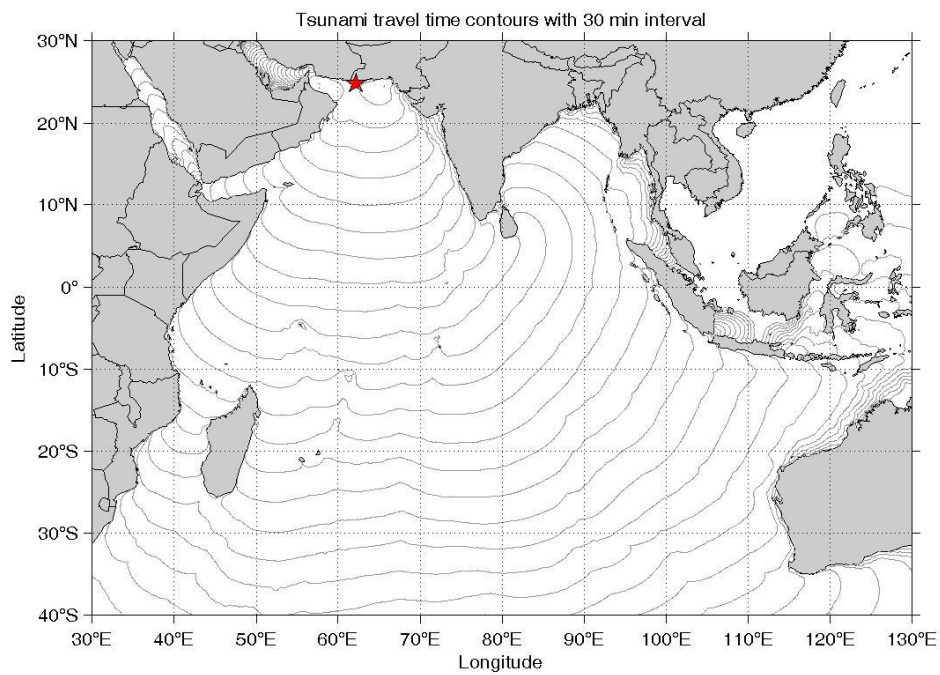 Tsunami travel time contours with 30 min interval
30°N
20°N
10°N
0°
10°S
20°S
30°S
40°S
Latitude
30°E 40°E 50°E 60°E 70°E 80°E 90°E 100°E 110°E 120°E 130°E
Longitude